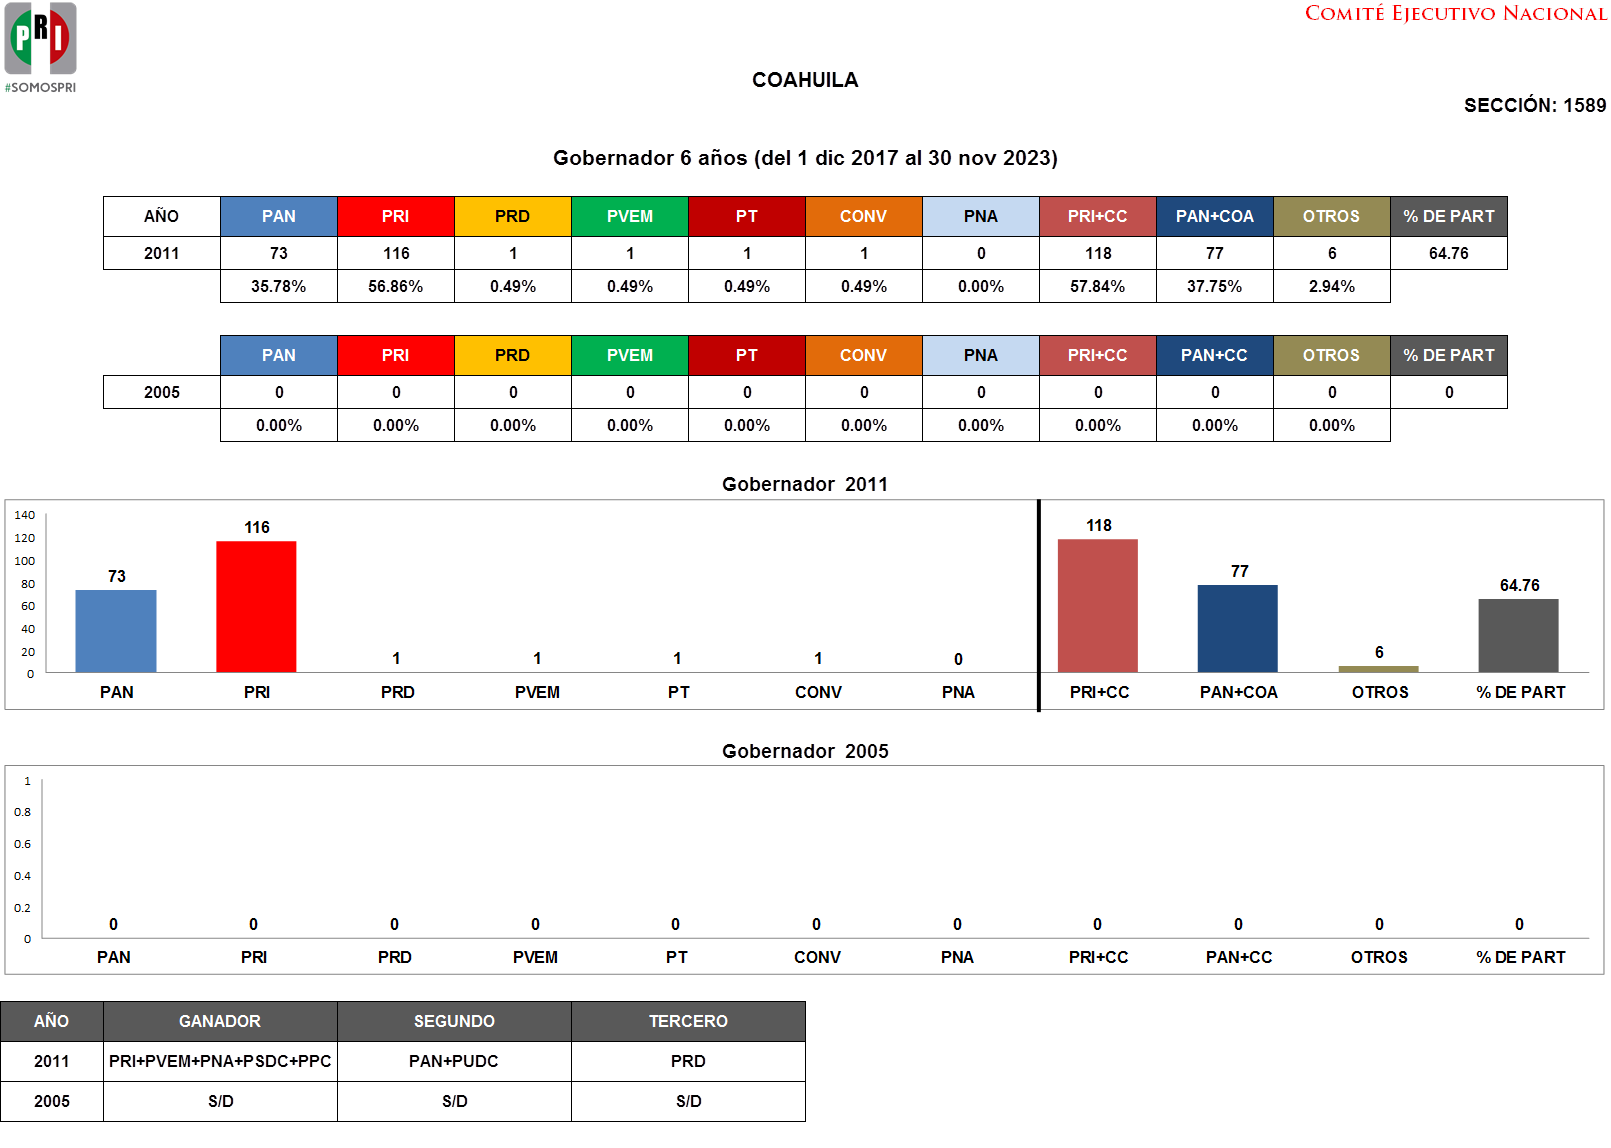 PRI
#SOMOSPRI
COMITÉ EJECUTIVO NACIONAL
COAHUILA
SECCIÓN: 1589
Gobernador 6 años (del 1 dic 2017 al 30 nov 2023)
AÑO PAN PRI PRD PVEM PT CONV PNA PRI+CC PAN+COA OTROS % DE PART
2011 73 116 1 1 1 1 0 118 77 6 64.76
35.78% 56.86% 0.49% 0.49% 0.49% 0.49% 0.00% 57.84% 37.75% 2.94%
PAN PRI PRD PVEM PT CONV PNA PRI+CC PAN+CC OTROS % DE PART
2005 0 0 0 0 0 0 0 0 0 0 0
0.00% 0.00% 0.00% 0.00% 0.00% 0.00% 0.00% 0.00% 0.00% 0.00%
Gobernador 2011
140
120
100
80
60
40
20
0
73 116 1 1 1 1 0 118 77 6 64.76
PAN PRI PRD PVEM PT CONV PNA PRI+CC PAN+COA OTROS % DE PART
Gobernador 2005
1
0.8
0.6
0.4
0.2
0
0 0 0 0 0 0 0 0 0 0 0
PAN PRI PRD PVEM PT CONV PNA PRI+CC PAN+CC OTROS % DE PART
AÑO GANADOR SEGUNDO TERCERO
2011 PRI+PVEM+PNA+PSDC+PPC PAN+PUDC PRD
2005 S/D S/D S/D